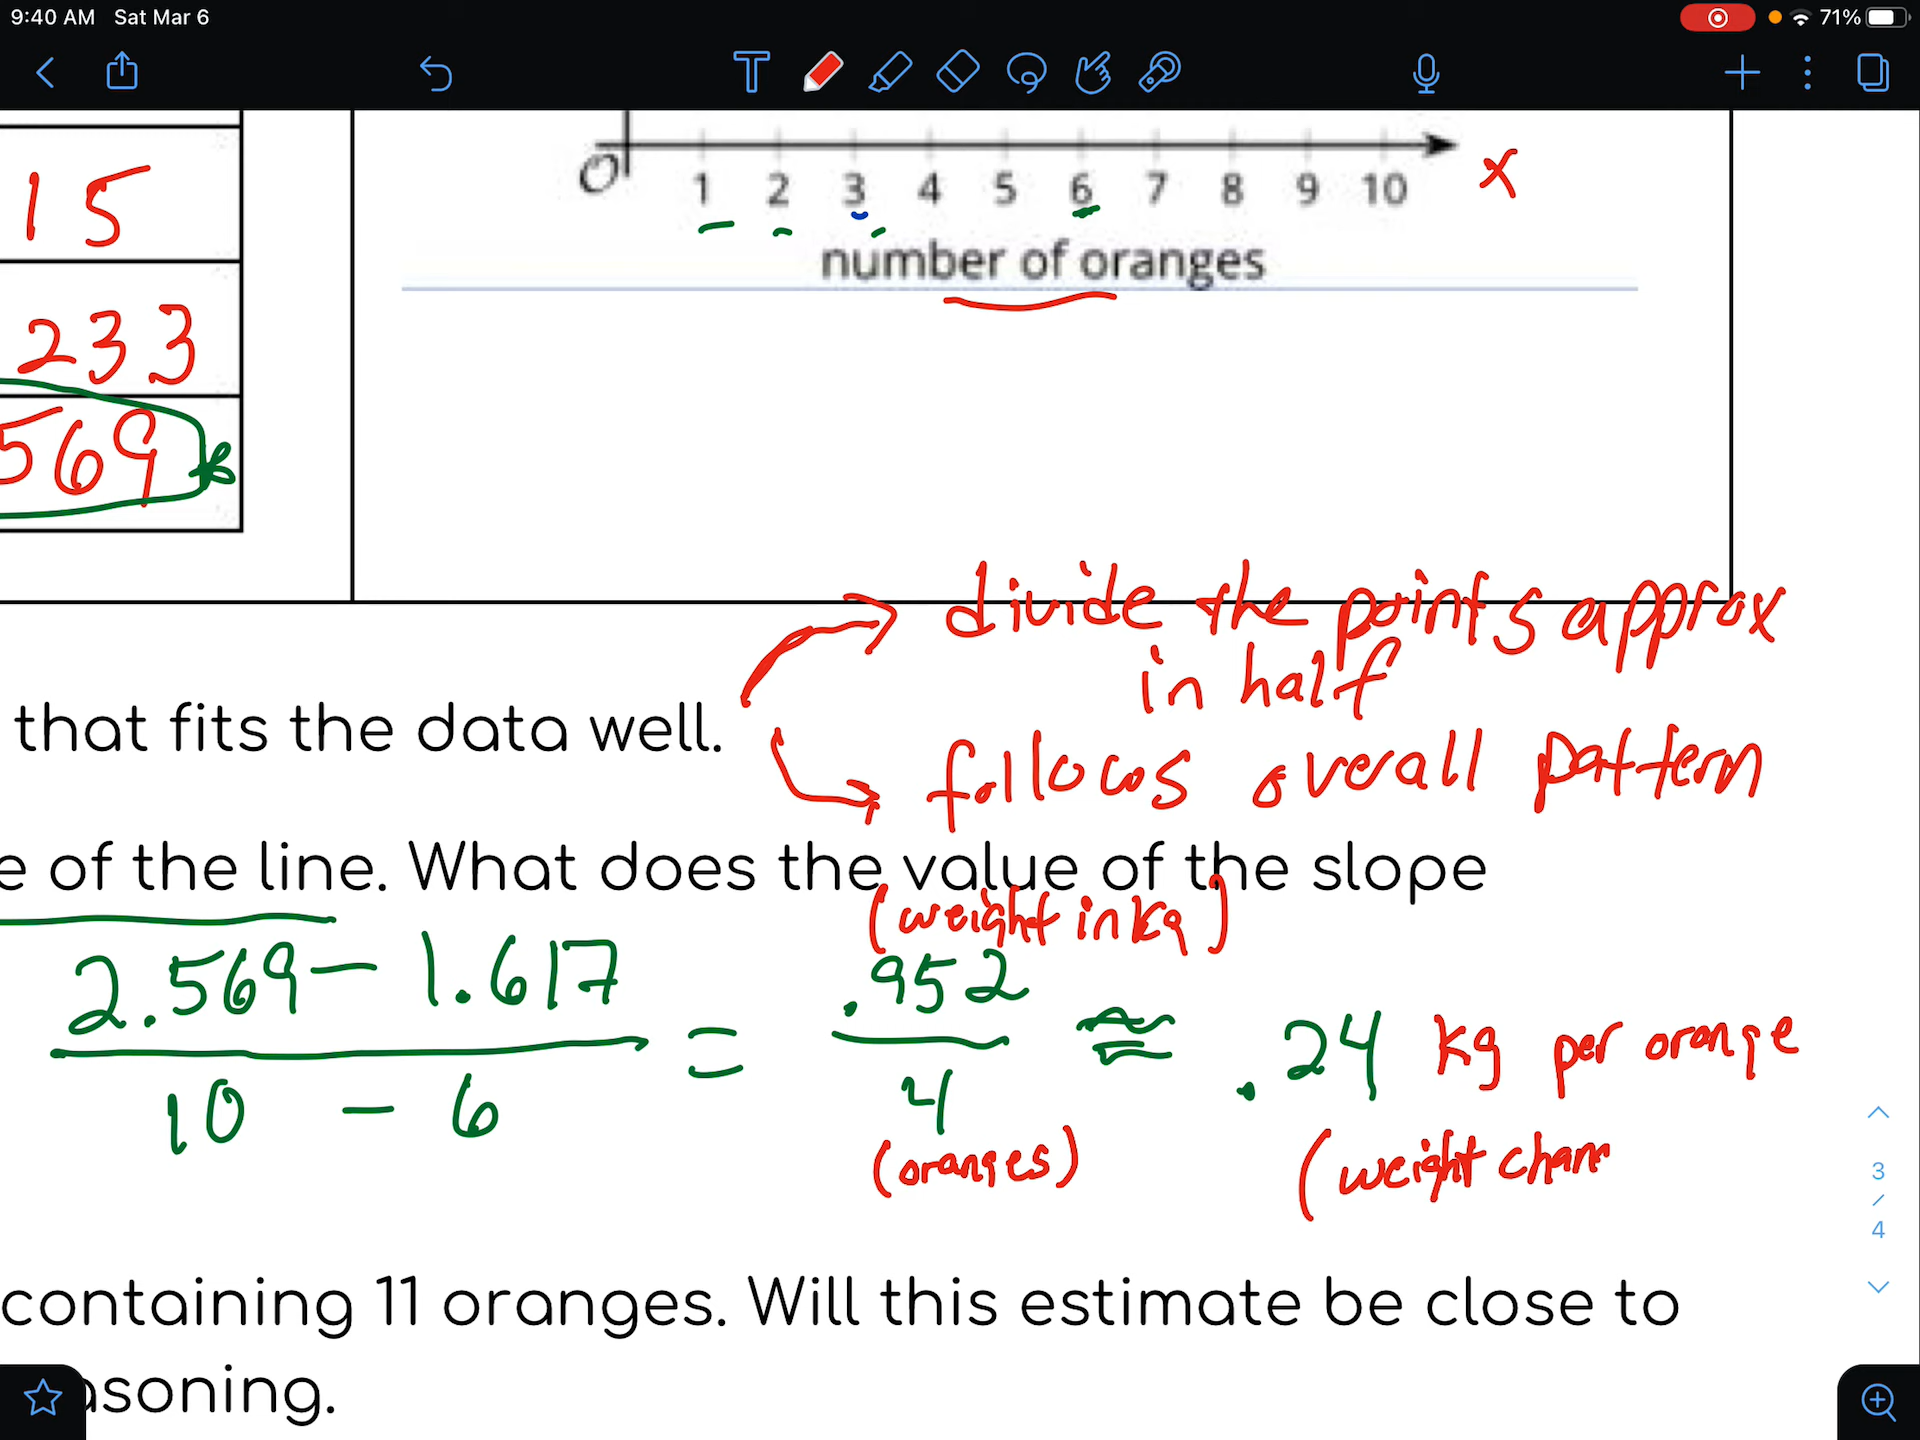 9:40 AM Sat Mar 6
71%
T
15
233
569
0 1 2 3 4 5 6 7 8 9 10 x
number of oranges
divide the points approx
in half
that fits the data well.
follows overall pattern
e of the line. What does the value of the slope
(weight in kg)
2.569 - 1.617 = .952 ≈ .24 kg per orange
10 - 6 4
(oranges) (weight chan
3
/
4
containing 11 oranges. Will this estimate be close to
asoning.